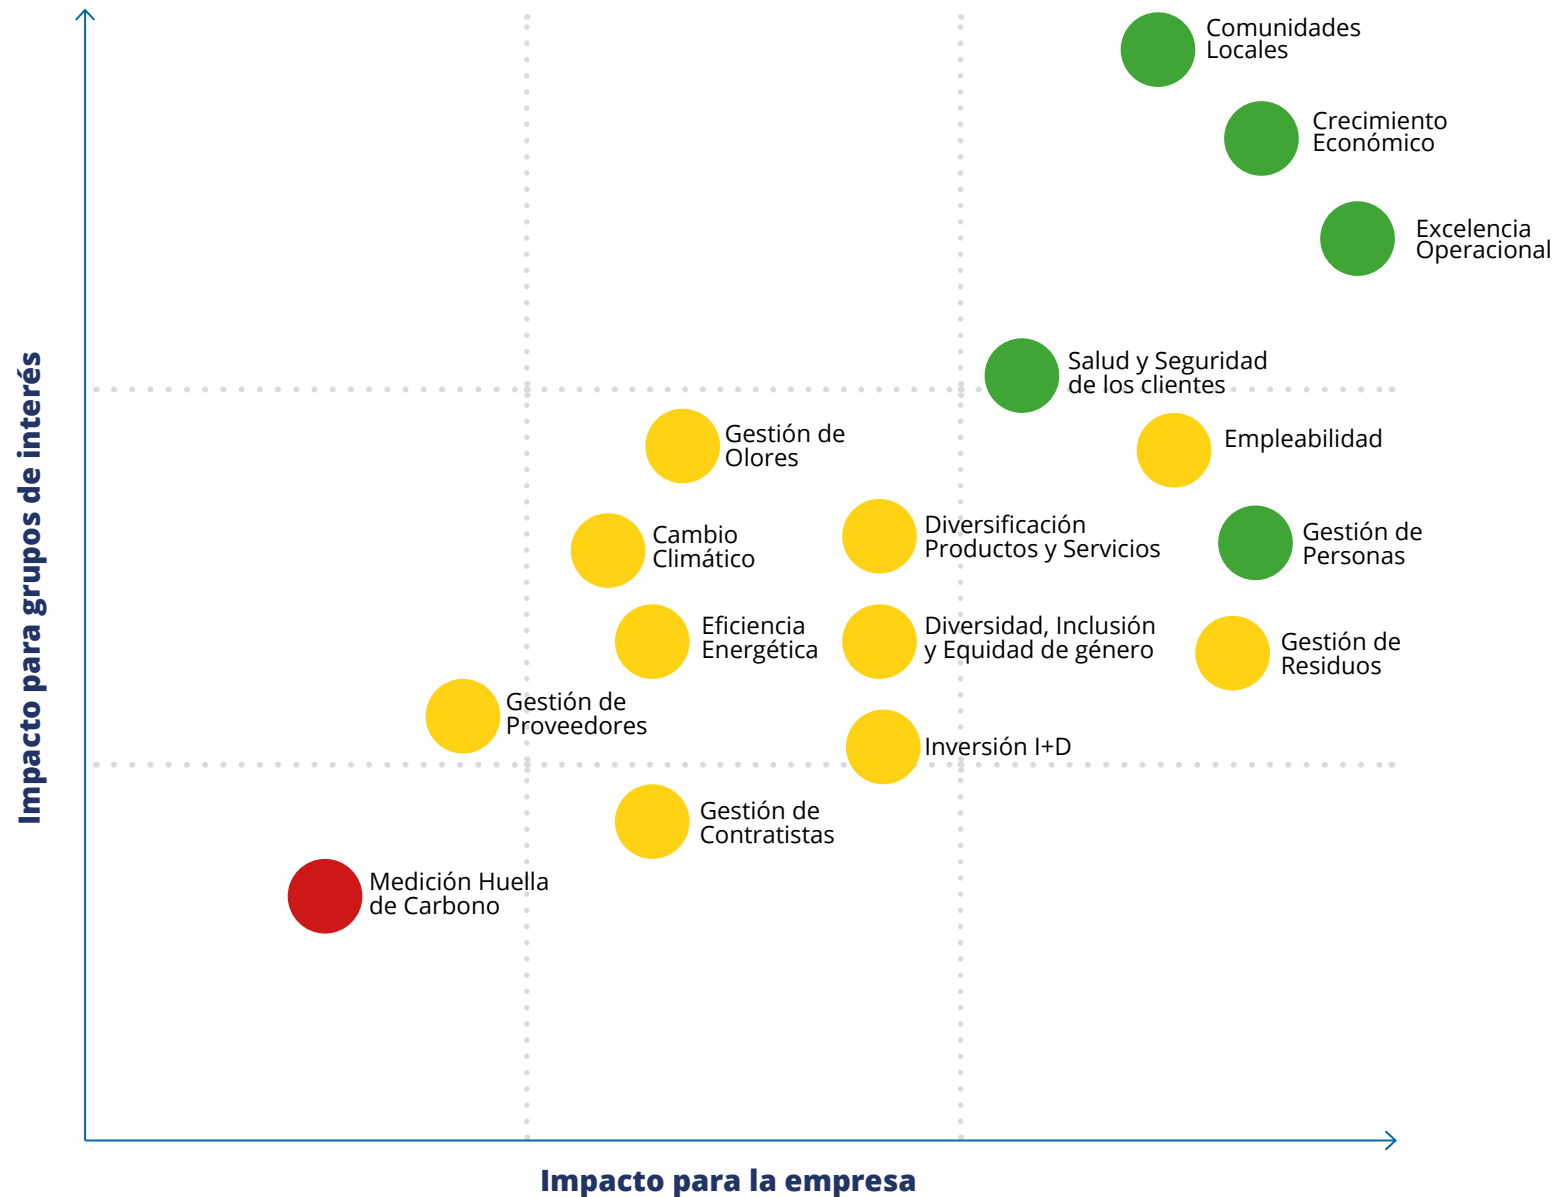 Comunidades
Locales
Crecimiento
Económico
Excelencia
Operacional
Salud y Seguridad
de los clientes
Gestión de
Olores
Empleabilidad
Cambio
Climático
Diversificación
Productos y Servicios
Gestión de
Personas
Eficiencia
Energética
Diversidad, Inclusión
y Equidad de género
Gestión de
Residuos
Gestión de
Proveedores
Inversión I+D
Gestión de
Contratistas
Medición Huella
de Carbono
Impacto para grupos de interés
Impacto para la empresa